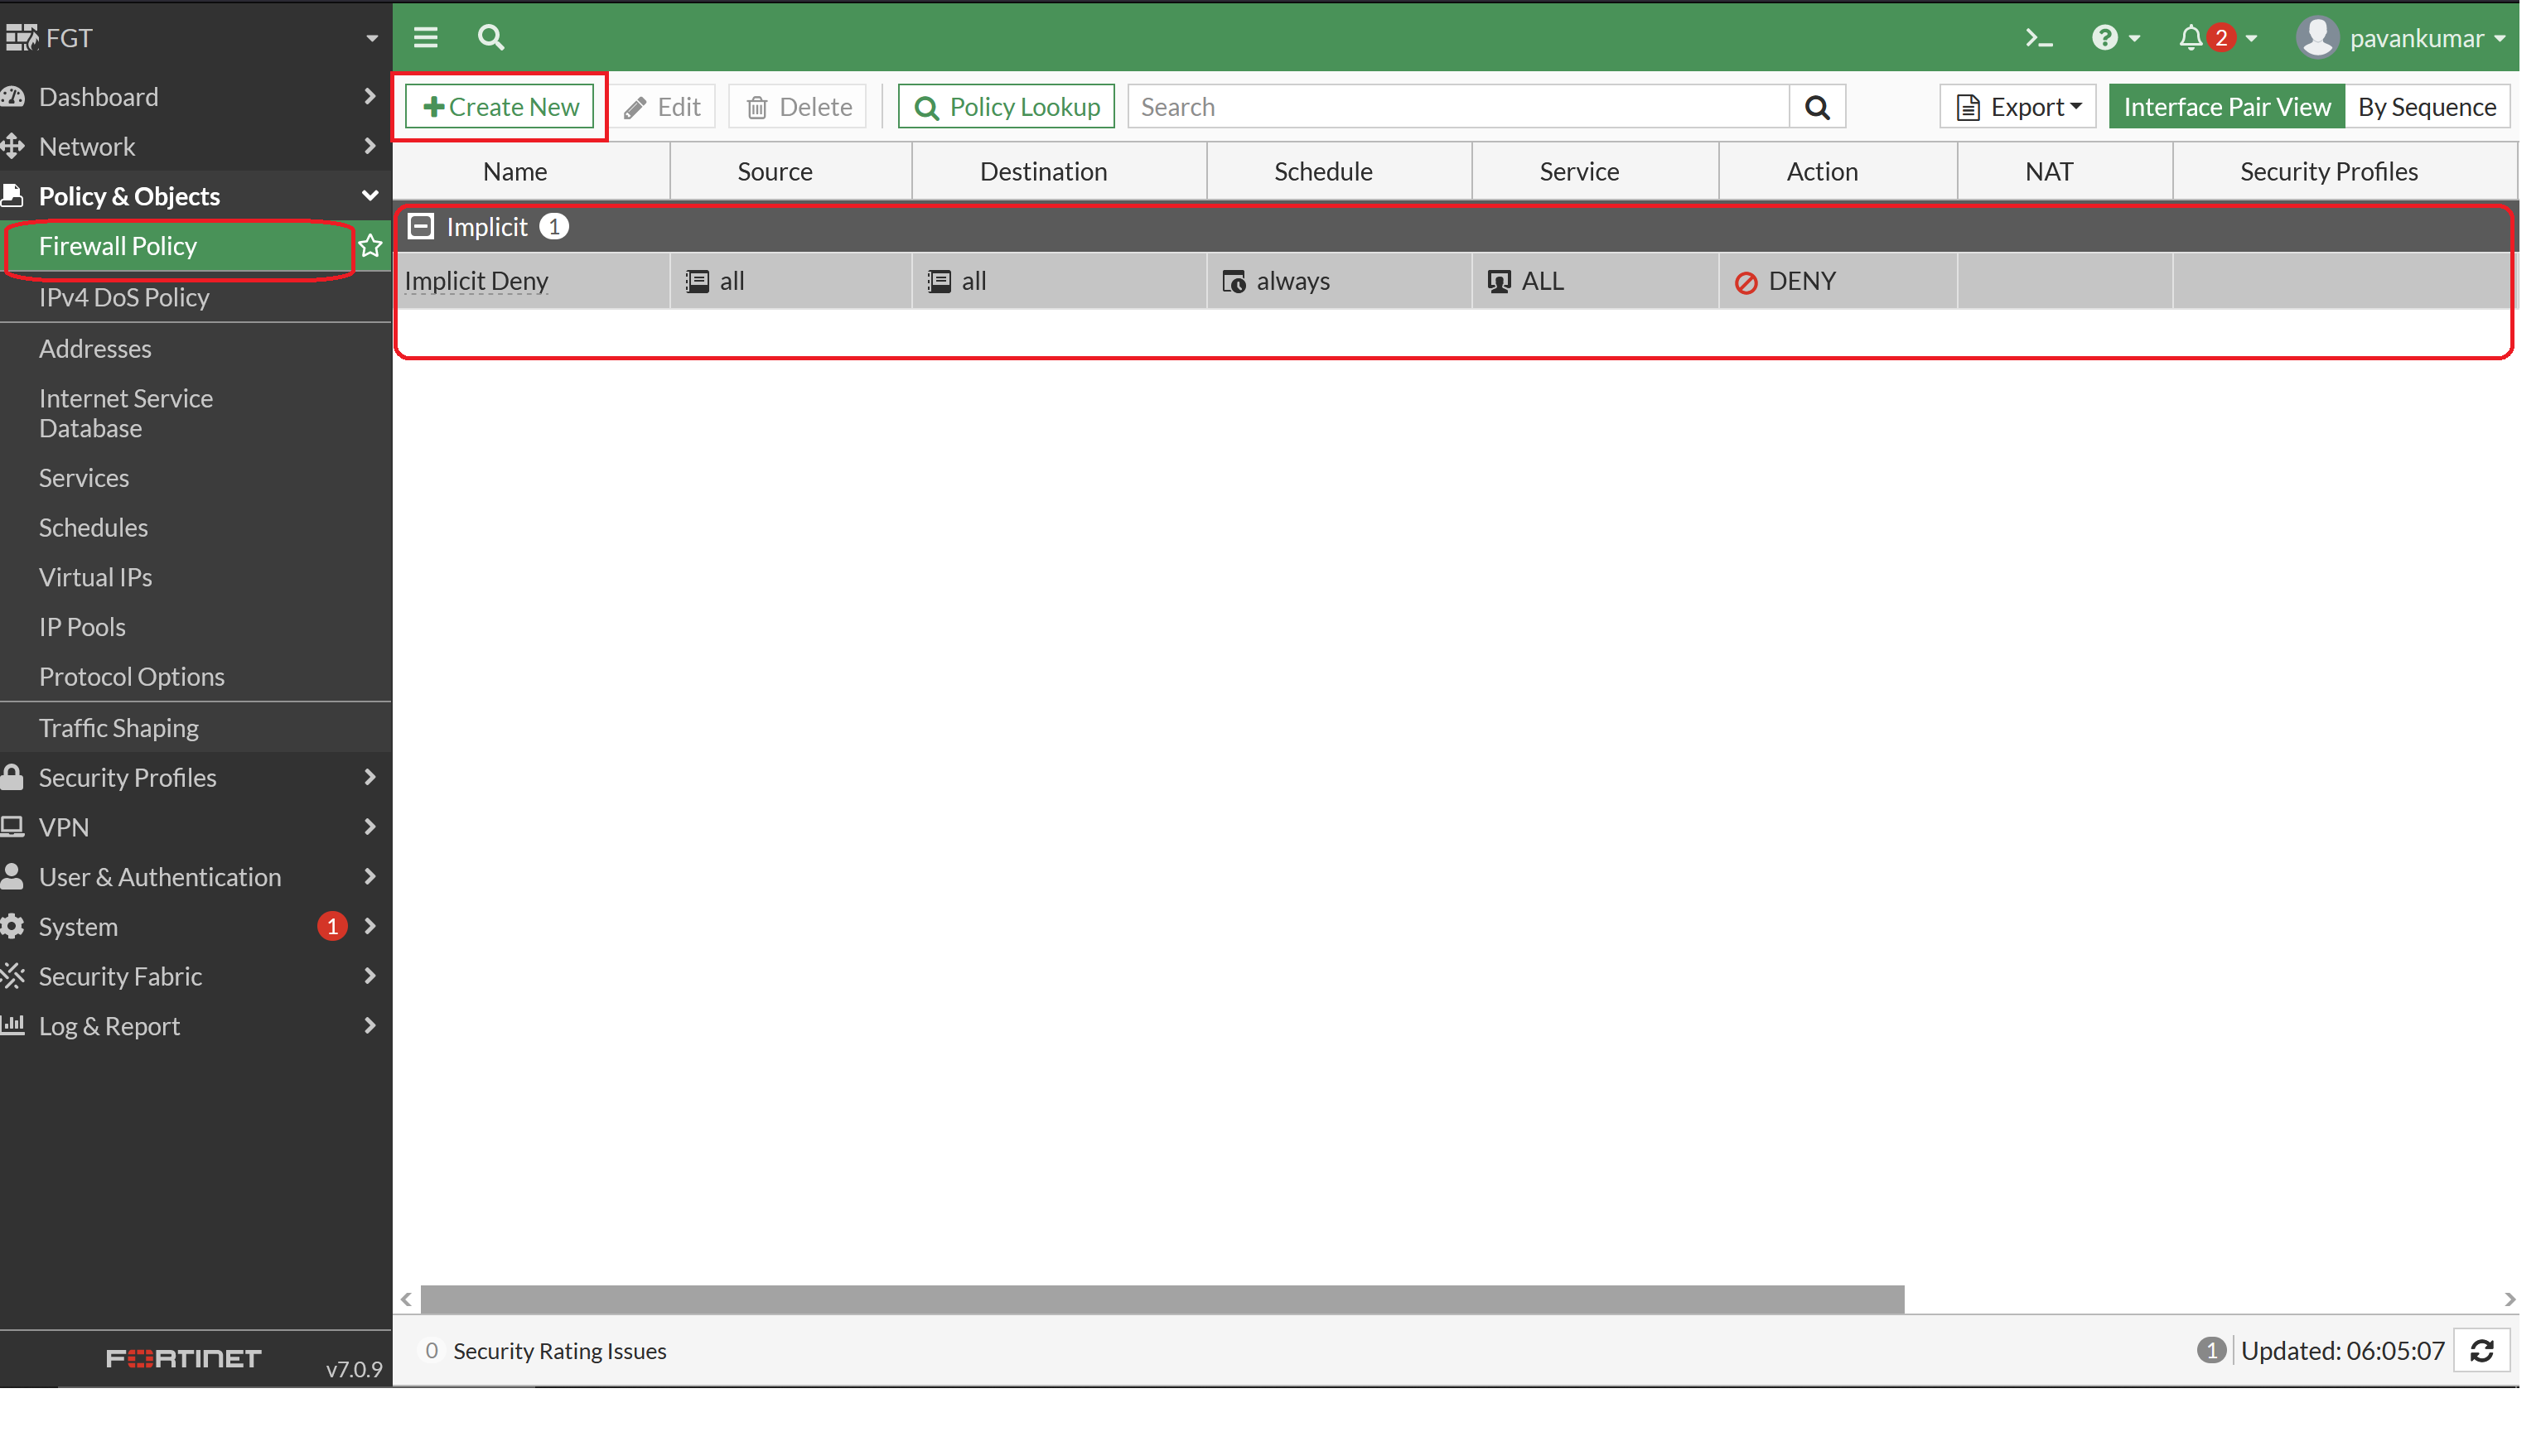 FGT
2
pavankumar
Dashboard
Network
Policy & Objects
Firewall Policy
IPv4 DoS Policy
Addresses
Internet Service
Database
Services
Schedules
Virtual IPs
IP Pools
Protocol Options
Traffic Shaping
Security Profiles
VPN
User & Authentication
System 1
Security Fabric
Log & Report
FORTINET v7.0.9
Create New Edit Delete Policy Lookup Search Export Interface Pair View By Sequence
Name Source Destination Schedule Service Action NAT Security Profiles
Implicit 1
Implicit Deny all all always ALL DENY
0 Security Rating Issues
1 Updated: 06:05:07